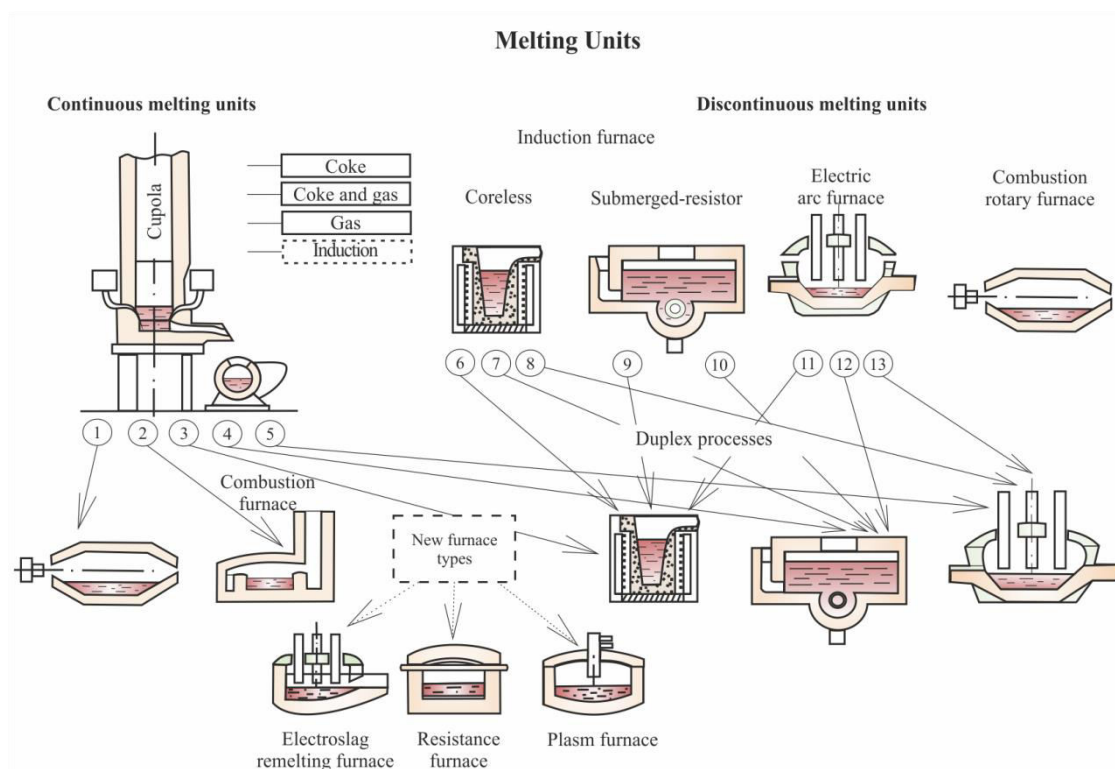 Melting Units
Continuous melting units
Discontinuous melting units
Induction furnace
Cupola
Coke
Coke and gas
Gas
Induction
Coreless
Submerged-resistor
Electric
arc furnace
Combustion
rotary furnace
6
7
8
9
10
11
12
13
1
2
3
4
5
Duplex processes
Combustion
furnace
New furnace
types
Electroslag
remelting furnace
Resistance
furnace
Plasm furnace